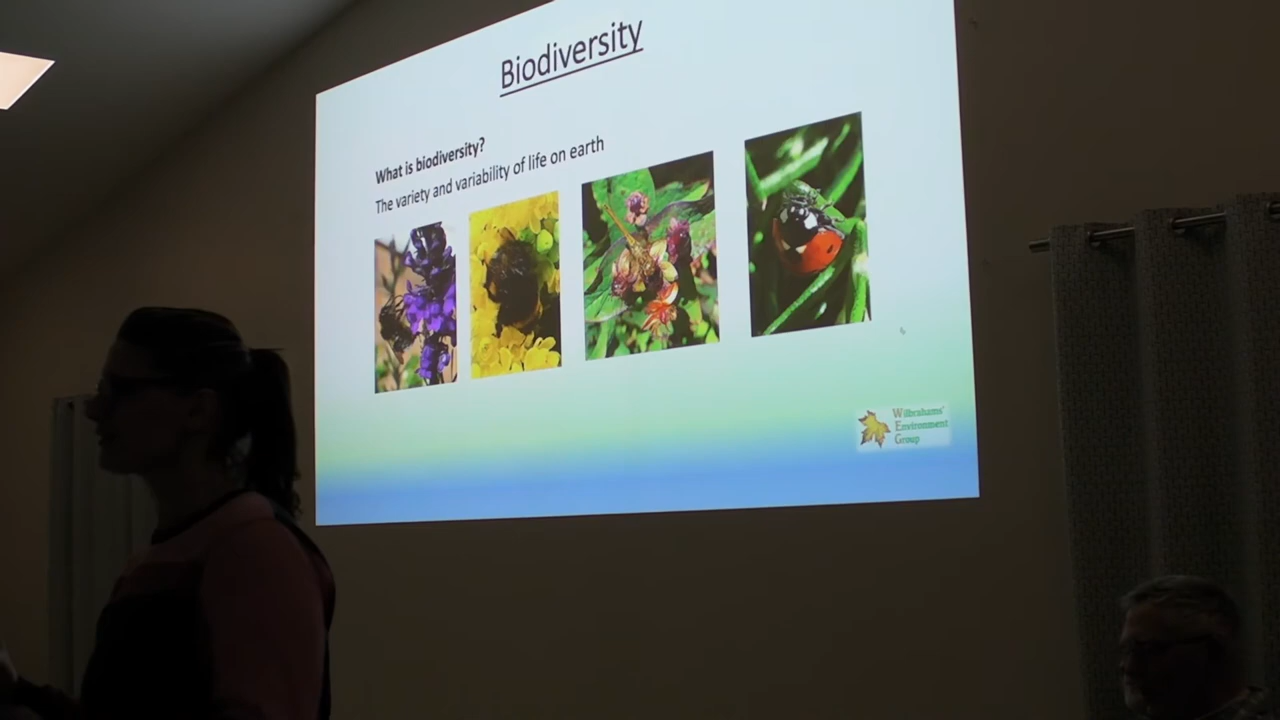 Biodiversity
What is biodiversity?
The variety and variability of life on earth
Wilbrahams'
Environment
Group